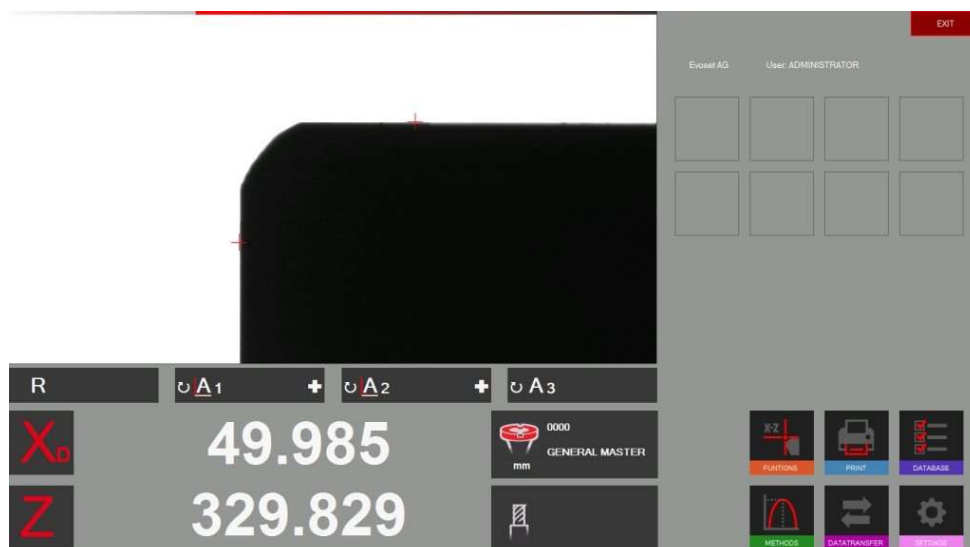 EXIT
Evoset AG User: ADMINISTRATOR
R
A1
A2
A3
XD
49.985
0000
GENERAL MASTER
mm
Z
329.829
X-Z
FUNTIONS
PRINT
DATABASE
METHODS
DATATRANSFER
SETTINGS